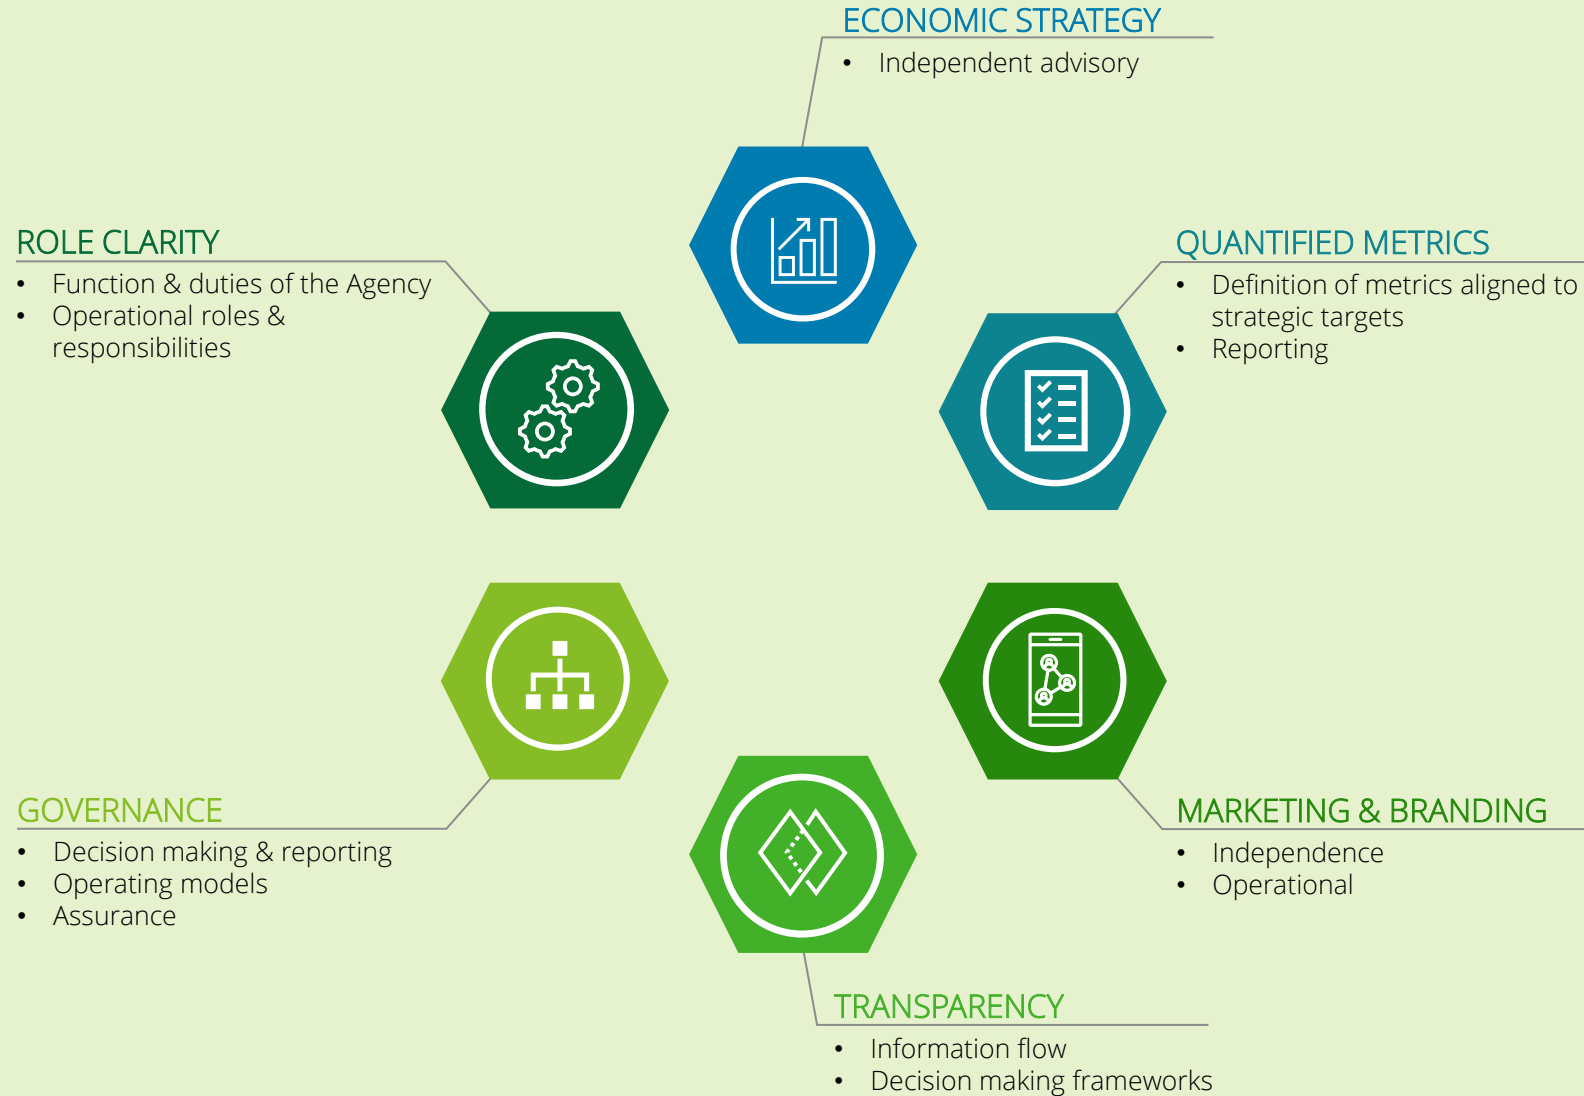 ECONOMIC STRATEGY
• Independent advisory
ROLE CLARITY
• Function & duties of the Agency
• Operational roles &
responsibilities
QUANTIFIED METRICS
• Definition of metrics aligned to
strategic targets
• Reporting
GOVERNANCE
• Decision making & reporting
• Operating models
• Assurance
MARKETING & BRANDING
• Independence
• Operational
TRANSPARENCY
• Information flow
• Decision making frameworks